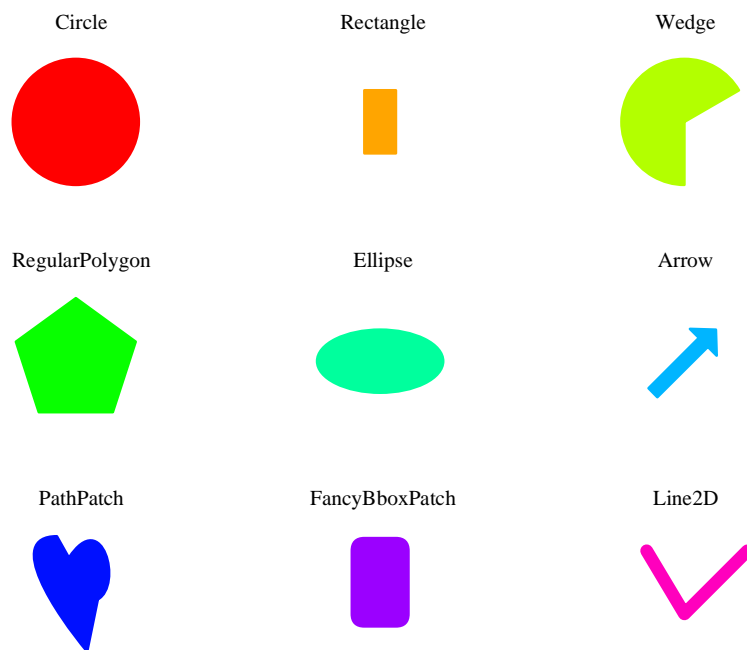 Circle
Rectangle
Wedge
RegularPolygon
Ellipse
Arrow
PathPatch
FancyBboxPatch
Line2D